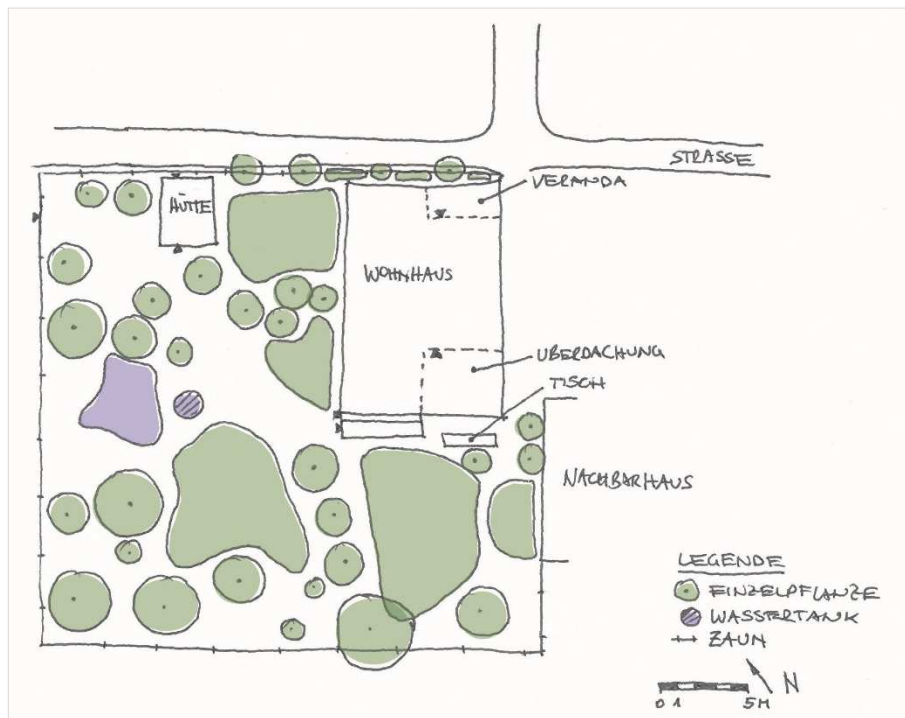 STRASSE
VERANDA
HÜTTE
WOHNHAUS
ÜBERDACHUNG
TISCH
NACHBARHAUS
LEGENDE
EINZELPFLANZE
WASSERTANK
ZAUN
N
0 1 5M